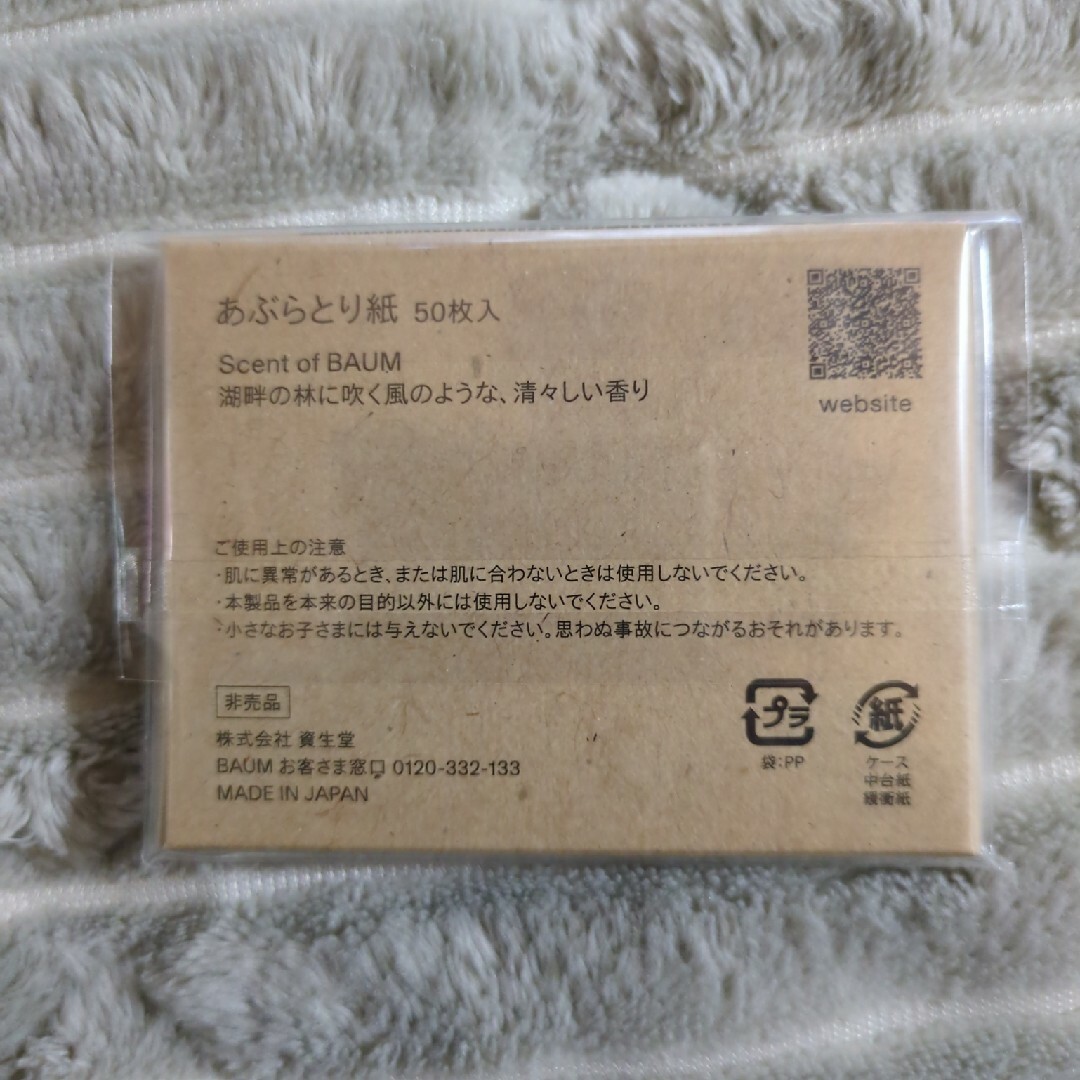 あぶらとり紙 50枚入
Scent of BAUM
湖畔の林に吹く風のような、清々しい香り
website
ご使用上の注意
・肌に異常があるとき、または肌に合わないときは使用しないでください。
・本製品を本来の目的以外には使用しないでください。
・小さなお子さまには与えないでください。思わぬ事故につながるおそれがあります。
非売品
株式会社 資生堂
BAUM お客さま窓口 0120-332-133
MADE IN JAPAN
プラ
袋:PP
紙
ケース
中台紙
緩衝紙